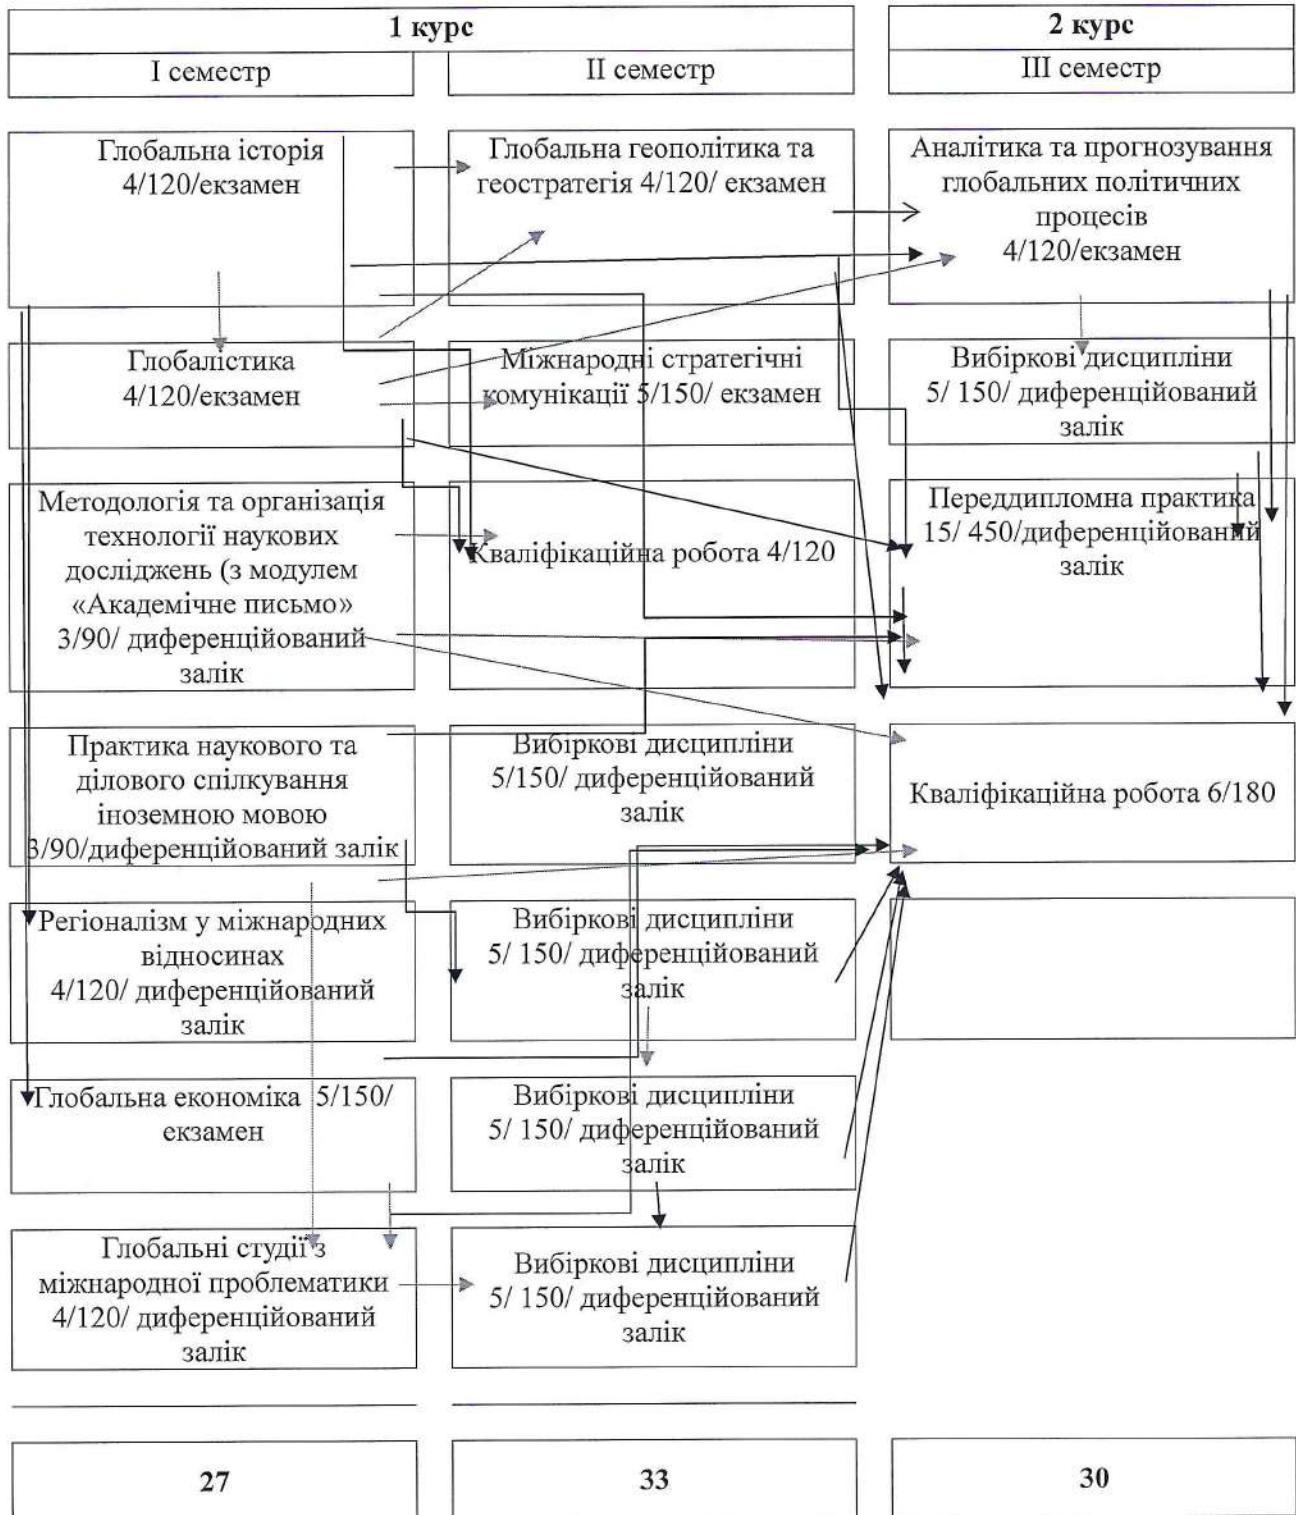 1 курс
2 курс
І семестр
ІІ семестр
ІІІ семестр
Глобальна історія
4/120/екзамен
Глобальна геополітика та
геостратегія 4/120/ екзамен
Аналітика та прогнозування
глобальних політичних
процесів
4/120/екзамен
Глобалістика
4/120/екзамен
Міжнародні стратегічні
комунікації 5/150/ екзамен
Вибіркові дисципліни
5/ 150/ диференційований
залік
Методологія та організація
технології наукових
досліджень (з модулем
«Академічне письмо»
3/90/ диференційований
залік
Кваліфікаційна робота 4/120
Переддипломна практика
15/ 450/диференційований
залік
Практика наукового та
ділового спілкування
іноземною мовою
3/90/диференційований залік
Вибіркові дисципліни
5/150/ диференційований
залік
Кваліфікаційна робота 6/180
Регіоналізм у міжнародних
відносинах
4/120/ диференційований
залік
Вибіркові дисципліни
5/ 150/ диференційований
залік
Глобальна економіка 5/150/
екзамен
Вибіркові дисципліни
5/ 150/ диференційований
залік
Глобальні студії з
міжнародної проблематики
4/120/ диференційований
залік
Вибіркові дисципліни
5/ 150/ диференційований
залік
27
33
30